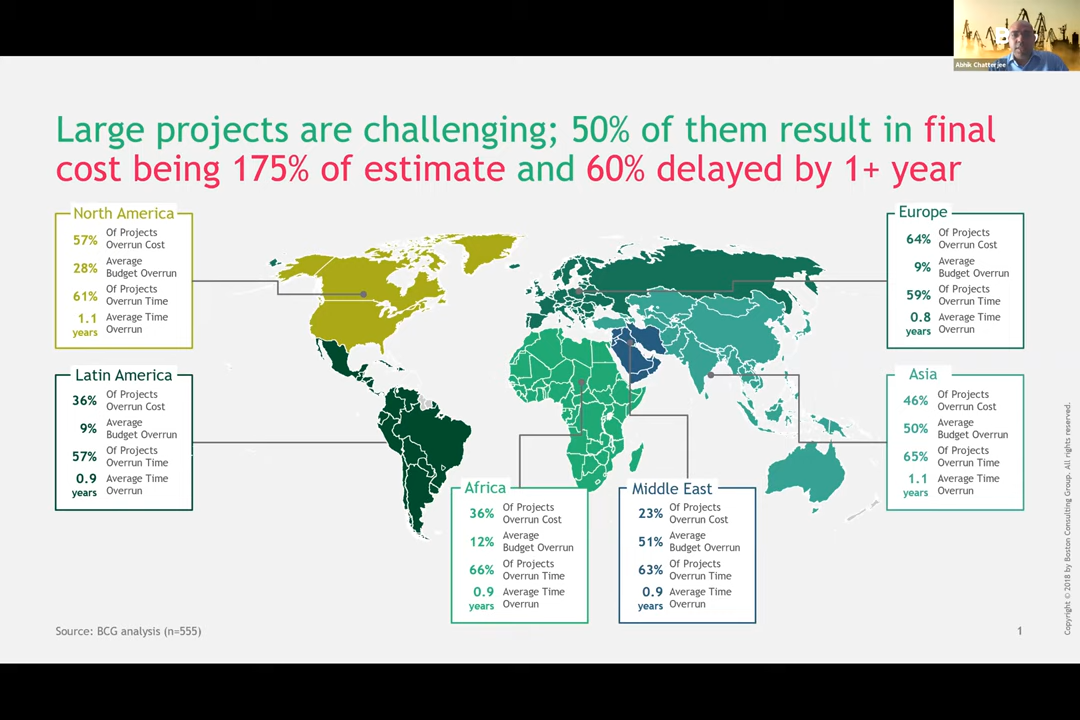 Abhik Chatterjee
Large projects are challenging; 50% of them result in final
cost being 175% of estimate and 60% delayed by 1+ year
North America
57% Of Projects
Overrun Cost
28% Average
Budget Overrun
61% Of Projects
Overrun Time
1.1 Average Time
years Overrun
Latin America
36% Of Projects
Overrun Cost
9% Average
Budget Overrun
57% Of Projects
Overrun Time
0.9 Average Time
years Overrun
Africa
36% Of Projects
Overrun Cost
12% Average
Budget Overrun
66% Of Projects
Overrun Time
0.9 Average Time
years Overrun
Middle East
23% Of Projects
Overrun Cost
51% Average
Budget Overrun
63% Of Projects
Overrun Time
0.9 Average Time
years Overrun
Europe
64% Of Projects
Overrun Cost
9% Average
Budget Overrun
59% Of Projects
Overrun Time
0.8 Average Time
years Overrun
Asia
46% Of Projects
Overrun Cost
50% Average
Budget Overrun
65% Of Projects
Overrun Time
1.1 Average Time
years Overrun
Source: BCG analysis (n=555)
1
Copyright © 2018 by Boston Consulting Group. All rights reserved.